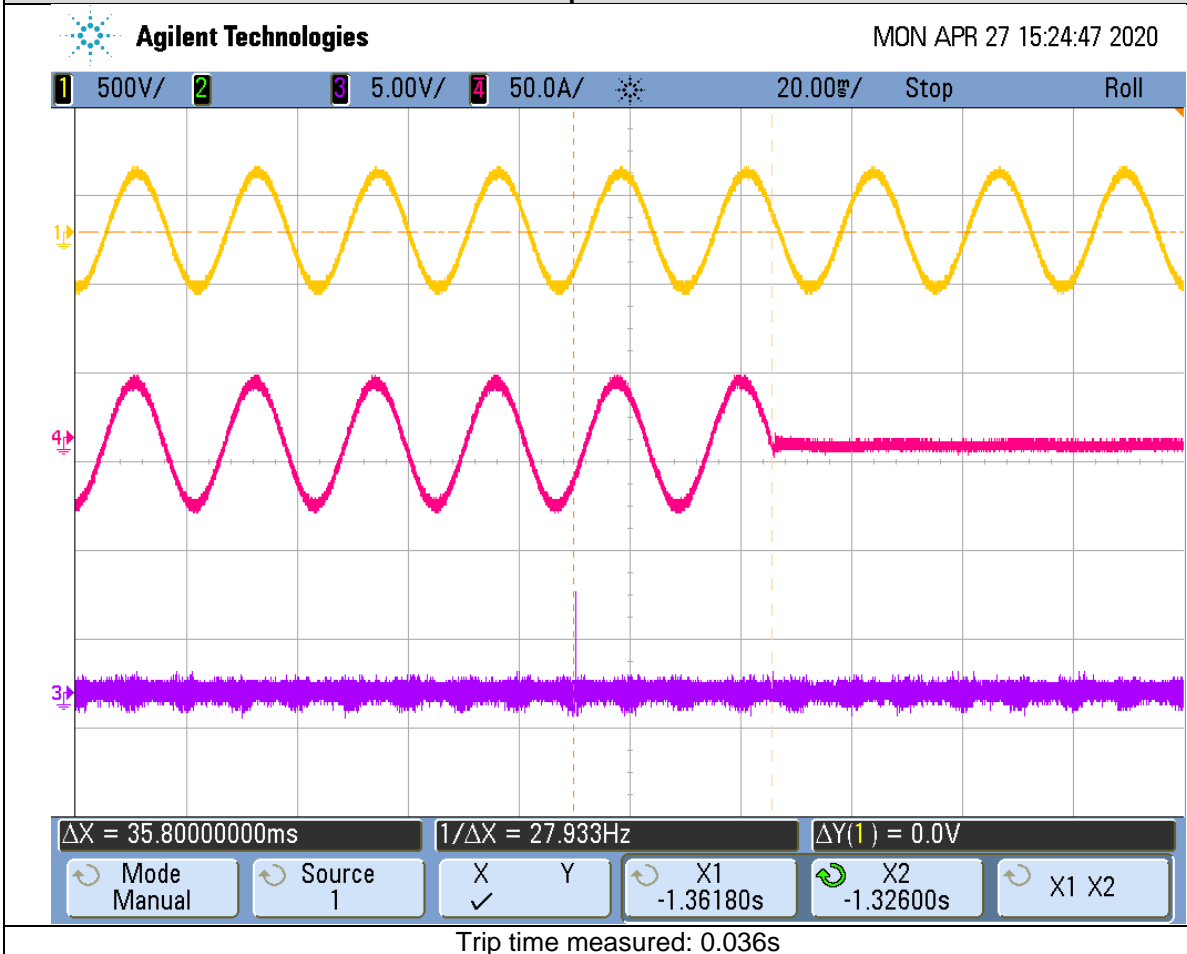 Agilent Technologies MON APR 27 15:24:47 2020
1 500V/ 2 3 5.00V/ 4 50.0A/ 20.00ms/ Stop Roll
1
4
3
ΔX = 35.80000000ms 1/ΔX = 27.933Hz ΔY(1) = 0.0V
Mode Source X Y X1 X2 X1 X2
Manual 1 ✓ -1.36180s -1.32600s
Trip time measured: 0.036s